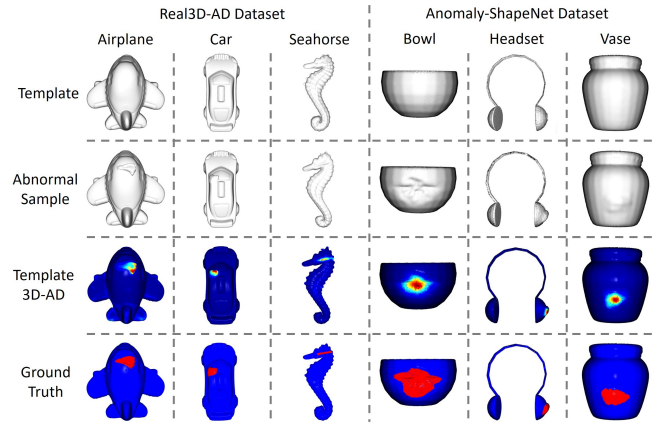 Real3D-AD Dataset
Anomaly-ShapeNet Dataset
Airplane
Car
Seahorse
Bowl
Headset
Vase
Template
Abnormal
Sample
Template
3D-AD
Ground
Truth